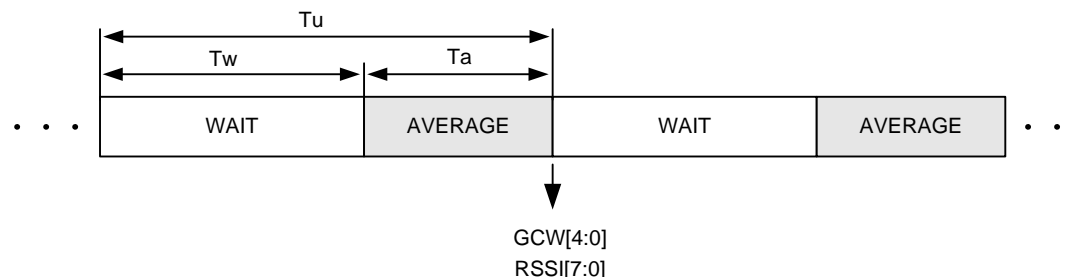 Tu
Tw Ta
WAIT AVERAGE WAIT AVERAGE
GCW[4:0]
RSSI[7:0]